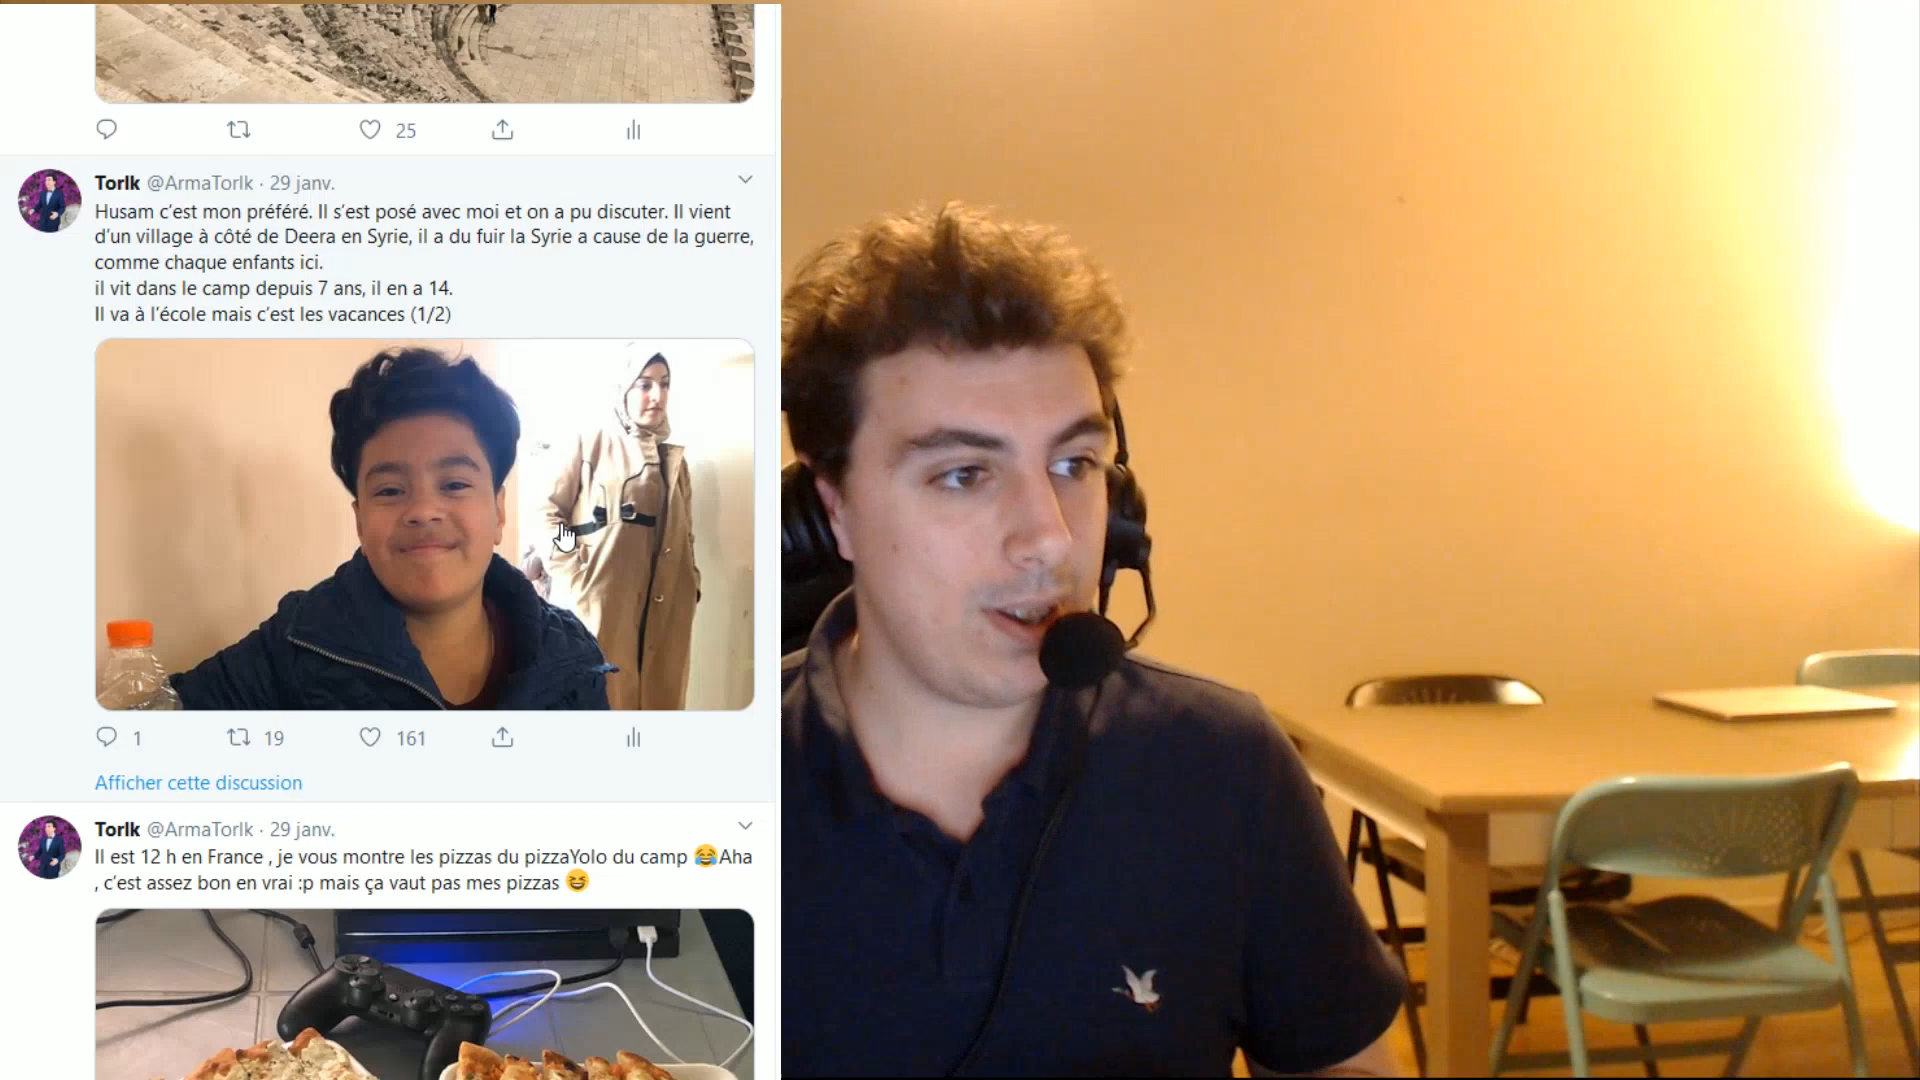 25
Torlk @ArmaTorlk · 29 janv.
Husam c’est mon préféré. Il s’est posé avec moi et on a pu discuter. Il vient
d’un village à côté de Deera en Syrie, il a du fuir la Syrie a cause de la guerre,
comme chaque enfants ici.
il vit dans le camp depuis 7 ans, il en a 14.
Il va à l’école mais c’est les vacances (1/2)
1 19 161
Afficher cette discussion
Torlk @ArmaTorlk · 29 janv.
Il est 12 h en France , je vous montre les pizzas du pizzaYolo du camp 😂Aha
, c’est assez bon en vrai :p mais ça vaut pas mes pizzas 😆